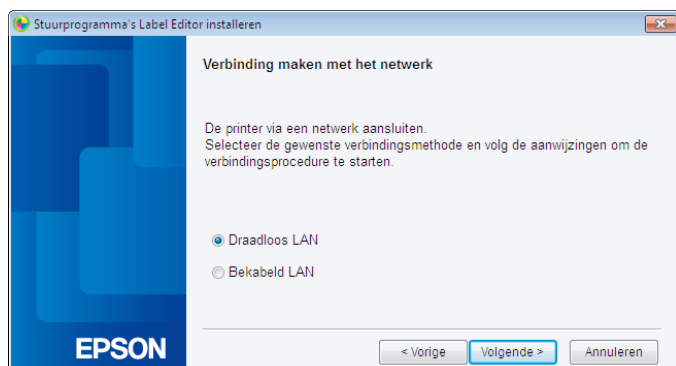 Stuurprogramma's Label Editor installeren
Verbinding maken met het netwerk
De printer via een netwerk aansluiten.
Selecteer de gewenste verbindingsmethode en volg de aanwijzingen om de
verbindingsprocedure te starten.
Draadloos LAN
Bekabeld LAN
EPSON
< Vorige
Volgende >
Annuleren